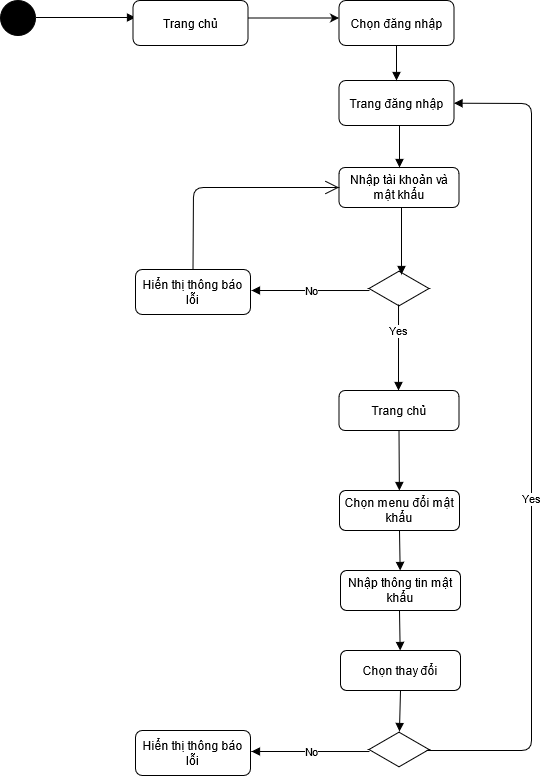 Trang chủ
Chọn đăng nhập
Trang đăng nhập
Nhập tài khoản và
mật khẩu
Hiển thị thông báo
lỗi
No
Yes
Trang chủ
Chọn menu đổi mật
khẩu
Yes
Nhập thông tin mật
khẩu
Chọn thay đổi
Hiển thị thông báo
lỗi
No